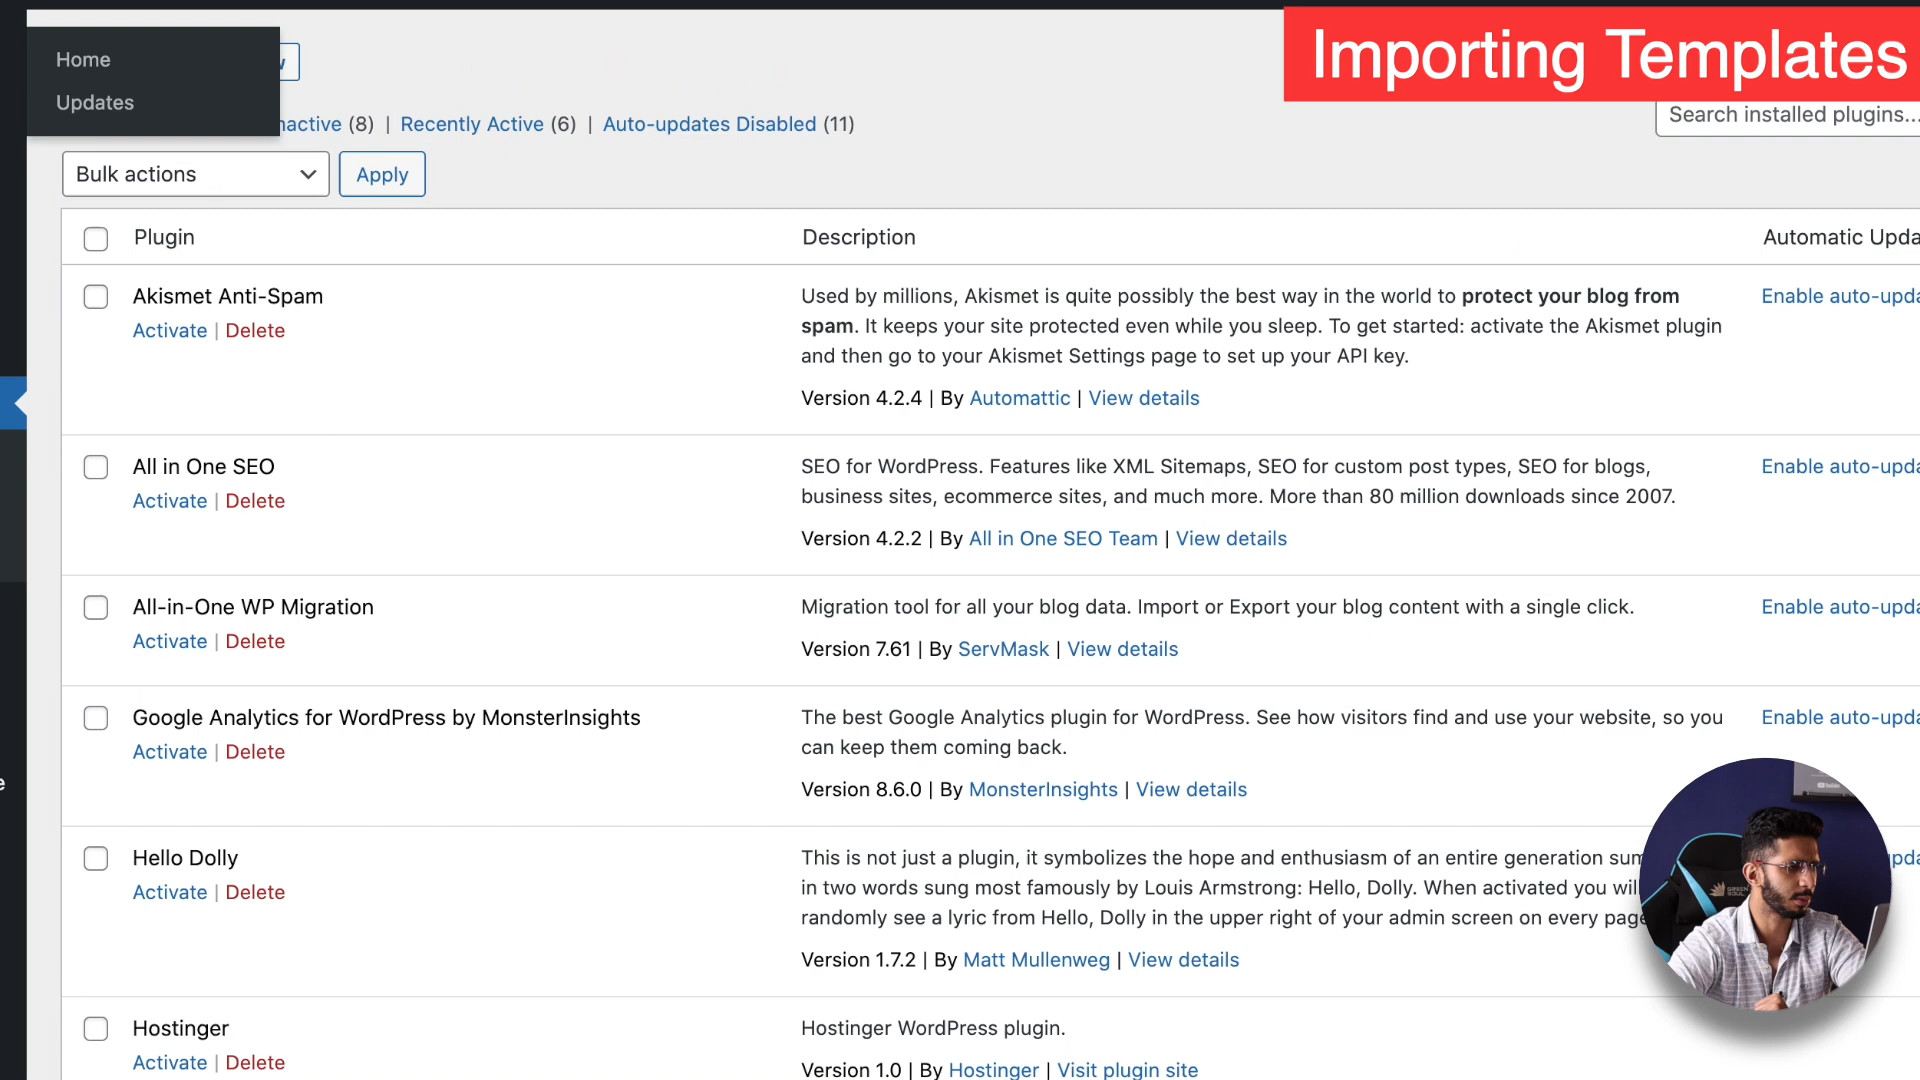 Importing Templates
Home
Updates
Inactive (8) | Recently Active (6) | Auto-updates Disabled (11)
Search installed plugins...
Bulk actions
Apply
Plugin
Description
Automatic Upda
Akismet Anti-Spam
Activate | Delete
Used by millions, Akismet is quite possibly the best way in the world to protect your blog from
spam. It keeps your site protected even while you sleep. To get started: activate the Akismet plugin
and then go to your Akismet Settings page to set up your API key.
Version 4.2.4 | By Automattic | View details
Enable auto-upda
All in One SEO
Activate | Delete
SEO for WordPress. Features like XML Sitemaps, SEO for custom post types, SEO for blogs,
business sites, ecommerce sites, and much more. More than 80 million downloads since 2007.
Version 4.2.2 | By All in One SEO Team | View details
Enable auto-upda
All-in-One WP Migration
Activate | Delete
Migration tool for all your blog data. Import or Export your blog content with a single click.
Version 7.61 | By ServMask | View details
Enable auto-upda
Google Analytics for WordPress by MonsterInsights
Activate | Delete
The best Google Analytics plugin for WordPress. See how visitors find and use your website, so you
can keep them coming back.
Version 8.6.0 | By MonsterInsights | View details
Enable auto-upda
Hello Dolly
Activate | Delete
This is not just a plugin, it symbolizes the hope and enthusiasm of an entire generation sum
in two words sung most famously by Louis Armstrong: Hello, Dolly. When activated you wil
randomly see a lyric from Hello, Dolly in the upper right of your admin screen on every page
Version 1.7.2 | By Matt Mullenweg | View details
Hostinger
Activate | Delete
Hostinger WordPress plugin.
Version 1.0 | By Hostinger | Visit plugin site